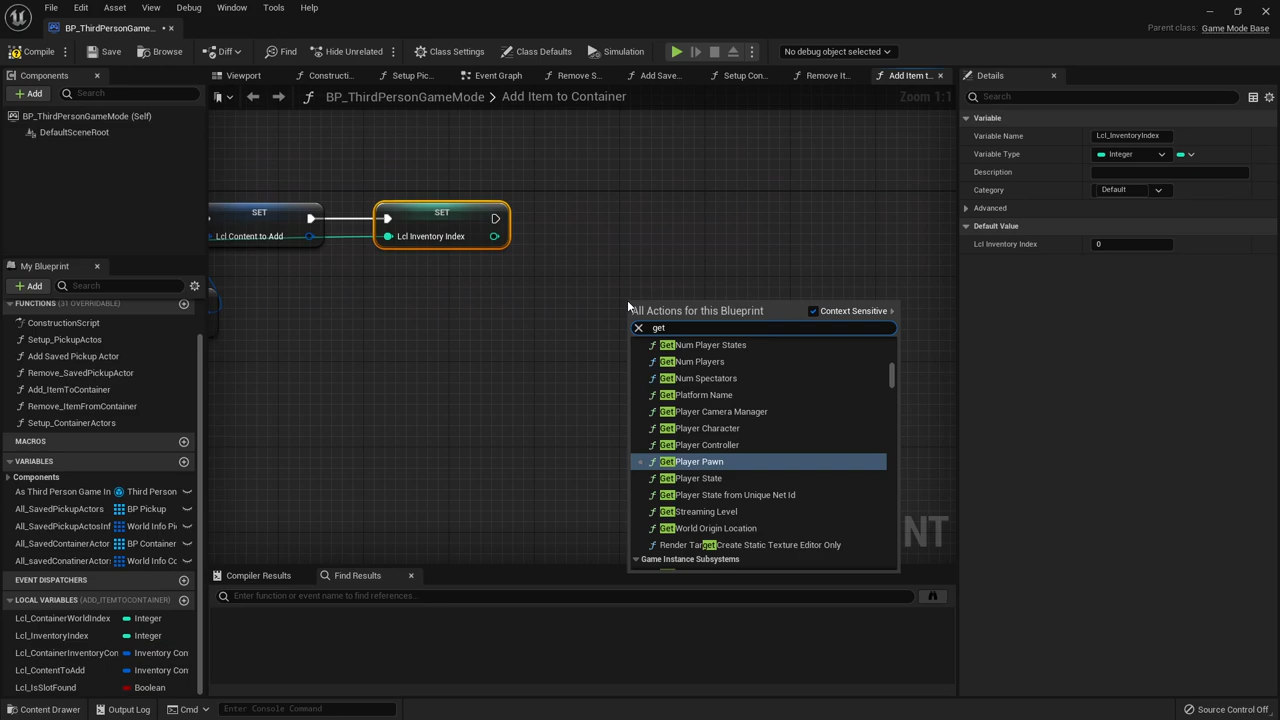 File Edit Asset View Debug Window Tools Help
BP_ThirdPersonGame...
Parent class: Game Mode Base
Compile Save Browse Diff Find Hide Unrelated Class Settings Class Defaults Simulation No debug object selected
Components
Add Search
BP_ThirdPersonGameMode (Self)
DefaultSceneRoot
My Blueprint
Add Search
FUNCTIONS (31 OVERRIDABLE)
ConstructionScript
Setup_PickupActos
Add Saved Pickup Actor
Remove_SavedPickupActor
Add_ItemToContainer
Remove_ItemFromContainer
Setup_ContainerActors
MACROS
VARIABLES
Components
As Third Person Game In Third Person
All_SavedPickupActors BP Pickup
All_SavedPickupActosInf World Info Pi
All_SavedContainerActor BP Container
All_savedConatinerActors World Info Co
EVENT DISPATCHERS
LOCAL VARIABLES (ADD_ITEMTOCONTAINER)
Lcl_ContainerWorldIndex Integer
Lcl_InventoryIndex Integer
Lcl_ContainerInventoryCon Inventory Con
Lcl_ContentToAdd Inventory Con
Lcl_IsSlotFound Boolean
Viewport Constructi... Setup Pic... Event Graph Remove S... Add Save... Setup Con... Remove Ite... Add Item t...
BP_ThirdPersonGameMode > Add Item to Container Zoom 1:1
SET
Lcl Content to Add
SET
Lcl Inventory Index
All Actions for this Blueprint Context Sensitive
get
Get Num Player States
Get Num Players
Get Num Spectators
Get Platform Name
Get Player Camera Manager
Get Player Character
Get Player Controller
Get Player Pawn
Get Player State
Get Player State from Unique Net Id
Get Streaming Level
Get World Origin Location
Render Target Create Static Texture Editor Only
Game Instance Subsystems
NT
Compiler Results Find Results
Enter function or event name to find references...
Details
Search
Variable
Variable Name Lcl_InventoryIndex
Variable Type Integer
Description
Category Default
Advanced
Default Value
Lcl Inventory Index 0
Content Drawer Output Log Cmd Enter Console Command Source Control Off